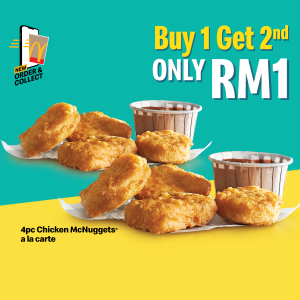 NEW
ORDER &
COLLECT
Buy 1 Get 2nd
ONLY RM1
4pc Chicken McNuggets®
a la carte